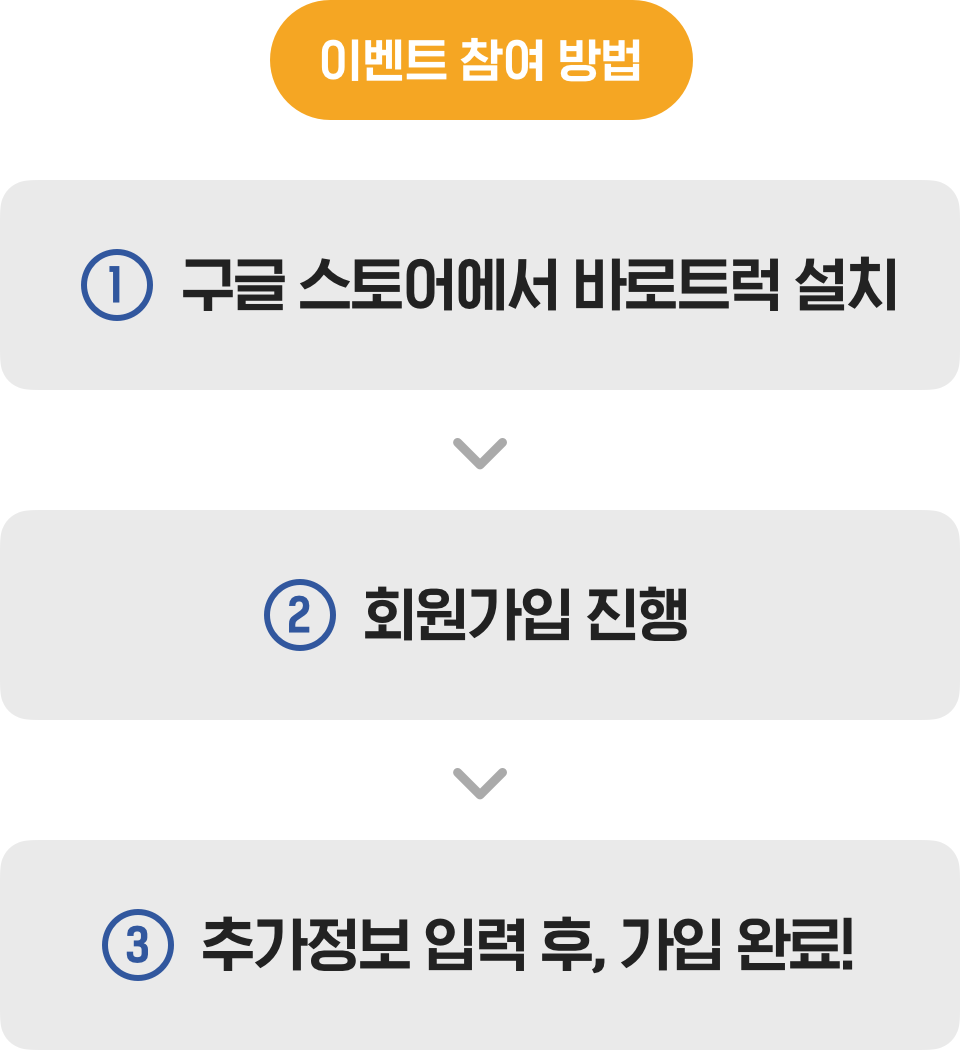 이벤트 참여 방법
① 구글 스토어에서 바로트럭 설치
② 회원가입 진행
③ 추가정보 입력 후, 가입 완료!